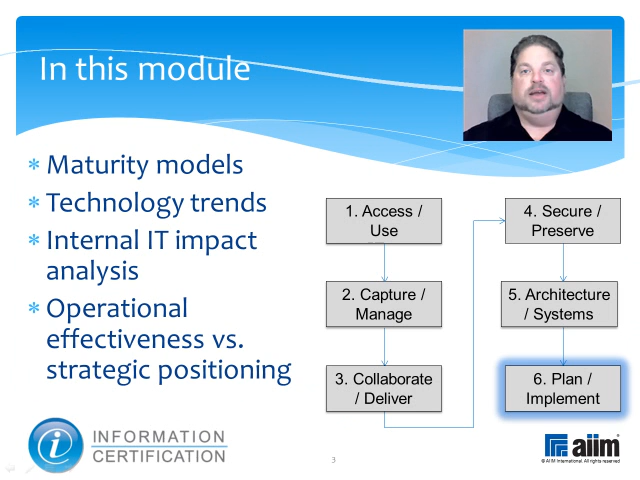 In this module
* Maturity models
* Technology trends
* Internal IT impact
analysis
* Operational
effectiveness vs.
strategic positioning
1. Access /
Use
2. Capture /
Manage
3. Collaborate
/ Deliver
4. Secure /
Preserve
5. Architecture
/ Systems
6. Plan /
Implement
i
INFORMATION
CERTIFICATION
3
aiim
© AIIM International. All rights reserved